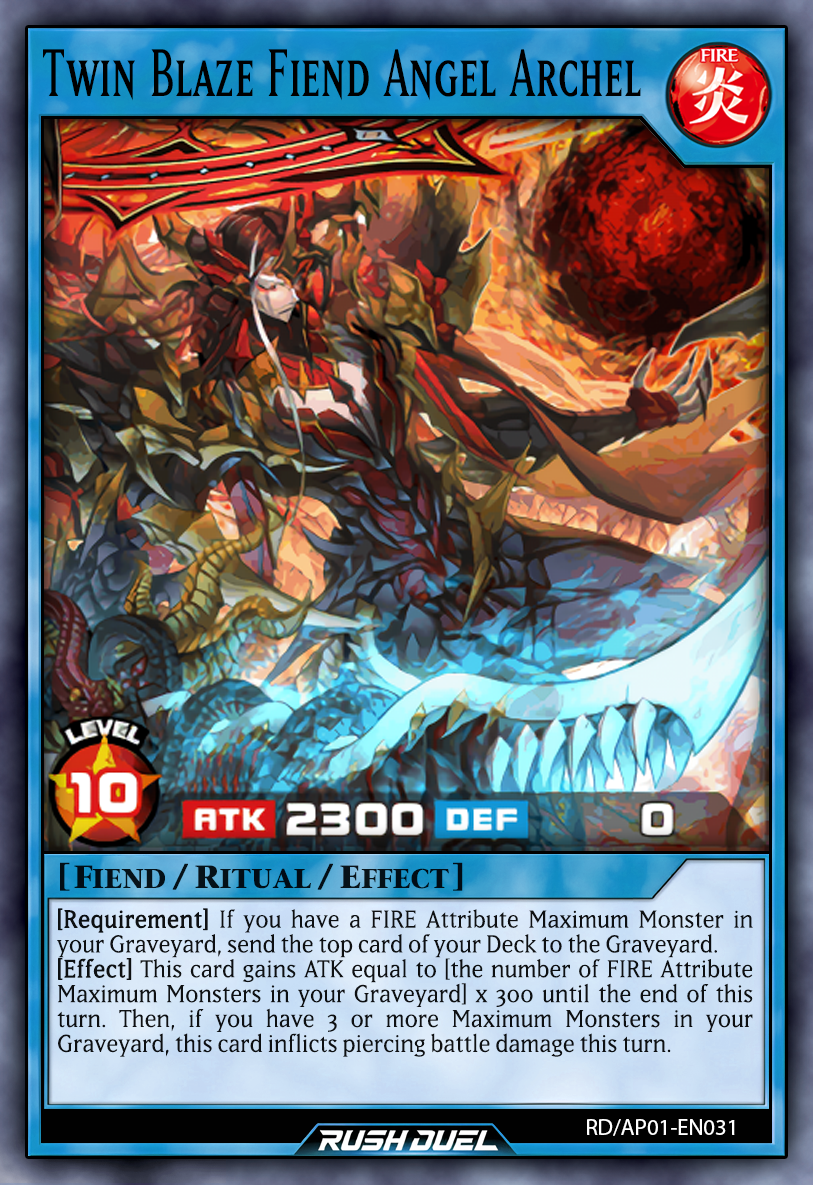 Twin Blaze Fiend Angel Archel
FIRE
炎
LEVEL
10
ATK 2300 DEF 0
[Fiend / Ritual / Effect]
[Requirement] If you have a FIRE Attribute Maximum Monster in
your Graveyard, send the top card of your Deck to the Graveyard.
[Effect] This card gains ATK equal to [the number of FIRE Attribute
Maximum Monsters in your Graveyard] x 300 until the end of this
turn. Then, if you have 3 or more Maximum Monsters in your
Graveyard, this card inflicts piercing battle damage this turn.
RD/AP01-EN031
RUSH DUEL